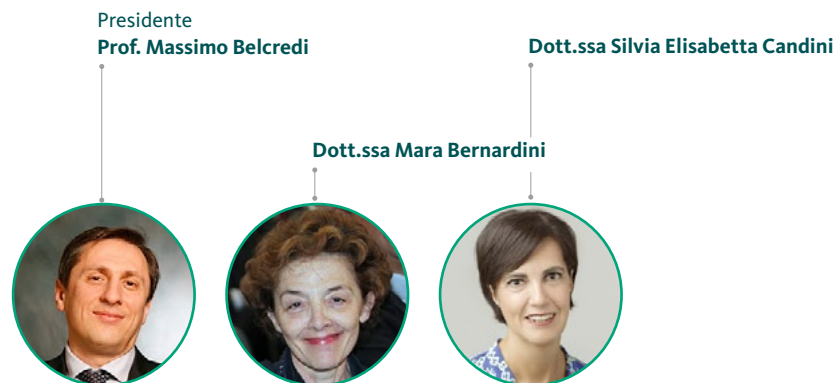 Presidente
Prof. Massimo Belcredi
Dott.ssa Silvia Elisabetta Candini
Dott.ssa Mara Bernardini